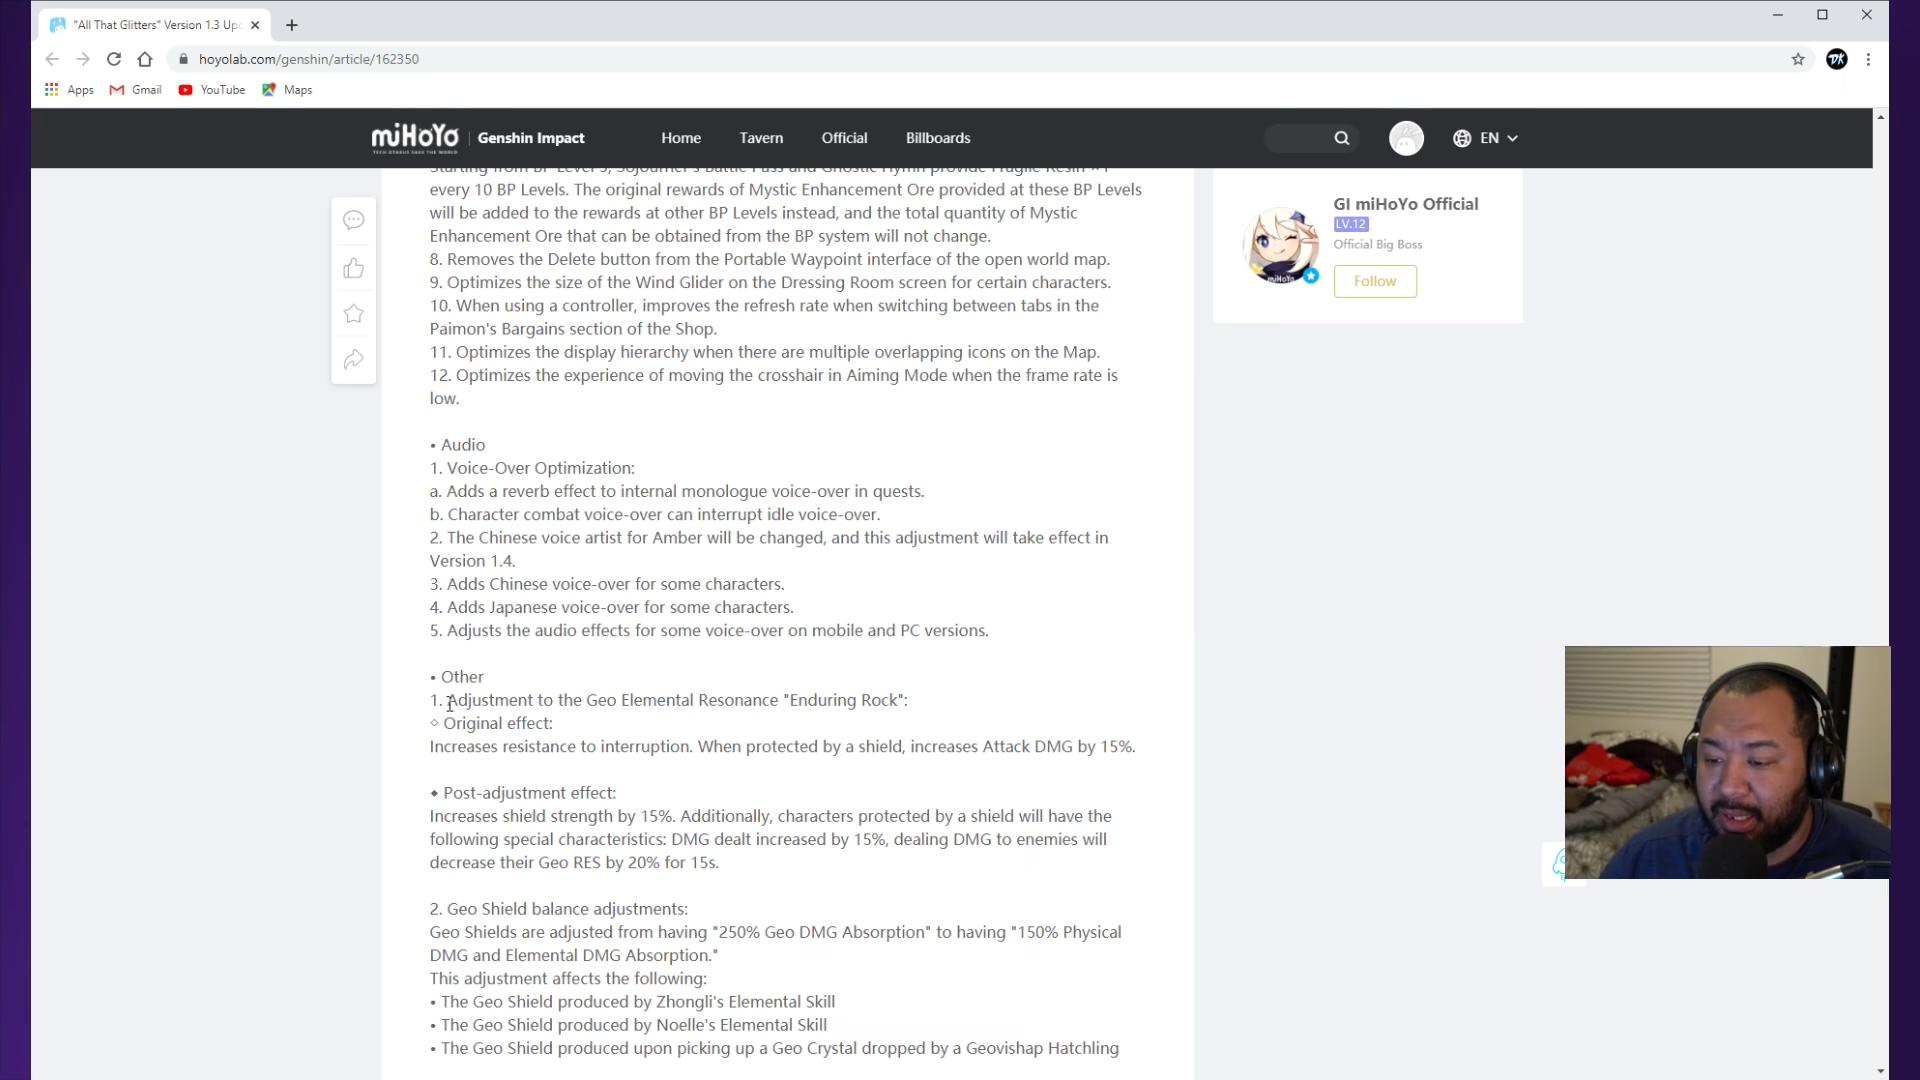 "All That Glitters" Version 1.3 Up
hoyolab.com/genshin/article/162350
Apps Gmail YouTube Maps
miHoYo
TECH OTAKUS SAVE THE WORLD
Genshin Impact Home Tavern Official Billboards EN
every 10 BP Levels. The original rewards of Mystic Enhancement Ore provided at these BP Levels
will be added to the rewards at other BP Levels instead, and the total quantity of Mystic
Enhancement Ore that can be obtained from the BP system will not change.
8. Removes the Delete button from the Portable Waypoint interface of the open world map.
9. Optimizes the size of the Wind Glider on the Dressing Room screen for certain characters.
10. When using a controller, improves the refresh rate when switching between tabs in the
Paimon's Bargains section of the Shop.
11. Optimizes the display hierarchy when there are multiple overlapping icons on the Map.
12. Optimizes the experience of moving the crosshair in Aiming Mode when the frame rate is
low.
• Audio
1. Voice-Over Optimization:
a. Adds a reverb effect to internal monologue voice-over in quests.
b. Character combat voice-over can interrupt idle voice-over.
2. The Chinese voice artist for Amber will be changed, and this adjustment will take effect in
Version 1.4.
3. Adds Chinese voice-over for some characters.
4. Adds Japanese voice-over for some characters.
5. Adjusts the audio effects for some voice-over on mobile and PC versions.
• Other
1. Adjustment to the Geo Elemental Resonance "Enduring Rock":
◇ Original effect:
Increases resistance to interruption. When protected by a shield, increases Attack DMG by 15%.
◆ Post-adjustment effect:
Increases shield strength by 15%. Additionally, characters protected by a shield will have the
following special characteristics: DMG dealt increased by 15%, dealing DMG to enemies will
decrease their Geo RES by 20% for 15s.
2. Geo Shield balance adjustments:
Geo Shields are adjusted from having "250% Geo DMG Absorption" to having "150% Physical
DMG and Elemental DMG Absorption."
This adjustment affects the following:
• The Geo Shield produced by Zhongli's Elemental Skill
• The Geo Shield produced by Noelle's Elemental Skill
• The Geo Shield produced upon picking up a Geo Crystal dropped by a Geovishap Hatchling
GI miHoYo Official
LV.12
Official Big Boss
Follow
miHoYo
DK